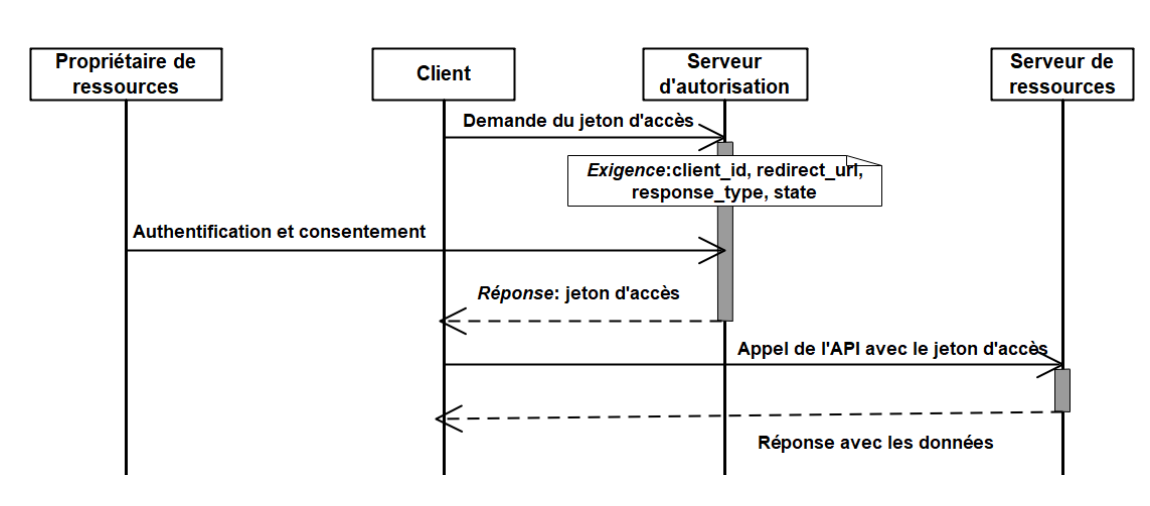 Propriétaire de
ressources
Client
Serveur
d'autorisation
Serveur de
ressources
Demande du jeton d'accès
Exigence:client_id, redirect_url,
response_type, state
Authentification et consentement
Réponse: jeton d'accès
Appel de l'API avec le jeton d'accès
Réponse avec les données